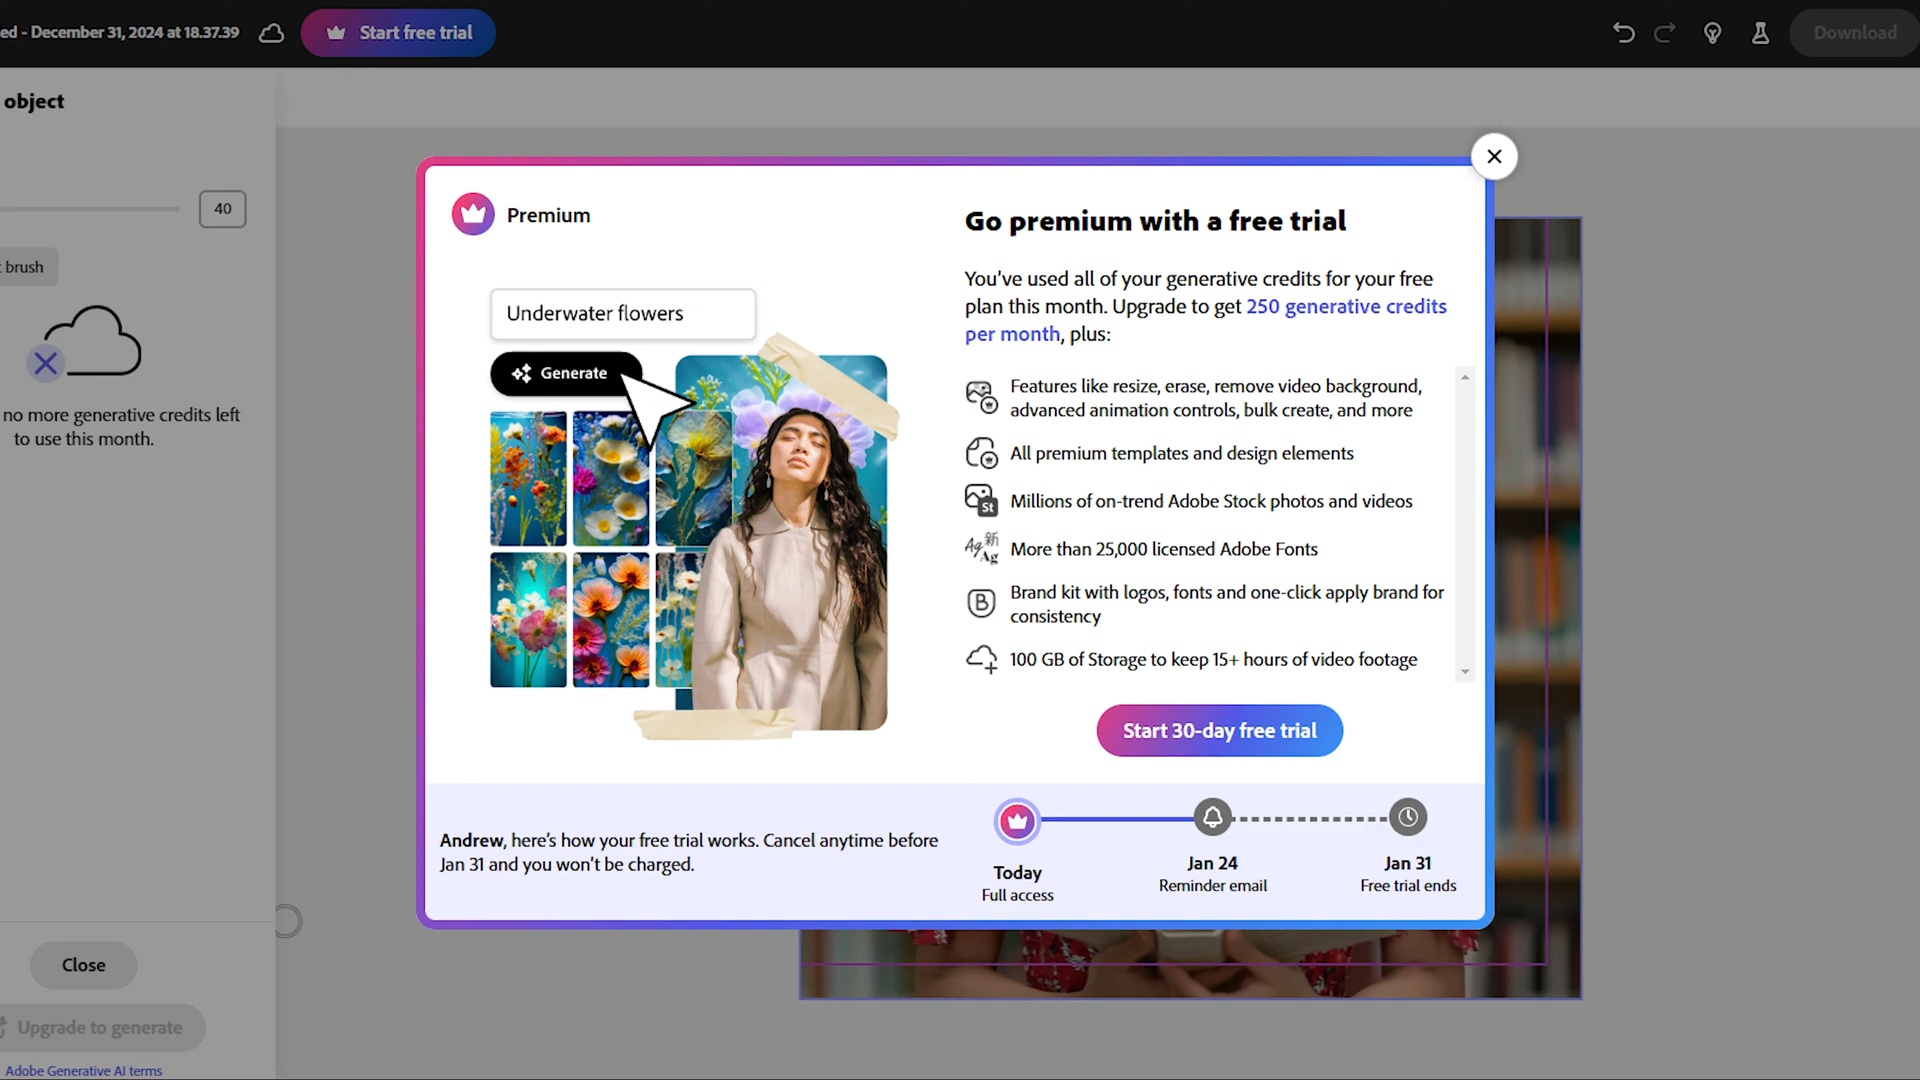 ed - December 31, 2024 at 18.37.39
Start free trial
Download
object
40
brush
no more generative credits left
to use this month.
Close
Upgrade to generate
Adobe Generative AI terms
Premium
Underwater flowers
Generate
Go premium with a free trial
You've used all of your generative credits for your free
plan this month. Upgrade to get 250 generative credits
per month, plus:
Features like resize, erase, remove video background,
advanced animation controls, bulk create, and more
All premium templates and design elements
St
Millions of on-trend Adobe Stock photos and videos
Ag新
Ag
More than 25,000 licensed Adobe Fonts
B
Brand kit with logos, fonts and one-click apply brand for
consistency
100 GB of Storage to keep 15+ hours of video footage
Start 30-day free trial
Andrew, here's how your free trial works. Cancel anytime before
Jan 31 and you won't be charged.
Today
Full access
Jan 24
Reminder email
Jan 31
Free trial ends